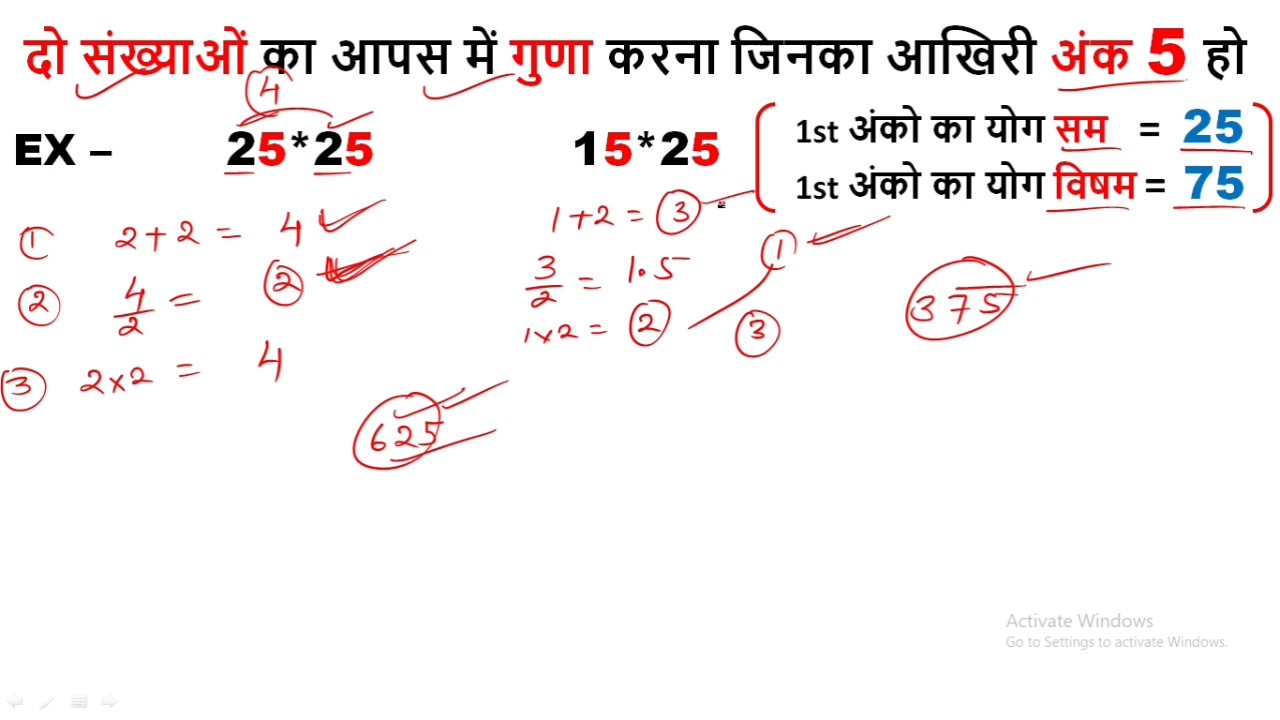 दो संख्याओं का आपस में गुणा करना जिनका आखिरी अंक 5 हो
4
EX – 25*25
1 2+2 = 4
2 4/2 = 2
3 2×2 = 4
625
15*25
1+2 = 3
3/2 = 1.5
1×2 = 2
1
3
375
1st अंको का योग सम = 25
1st अंको का योग विषम = 75
Activate Windows
Go to Settings to activate Windows.